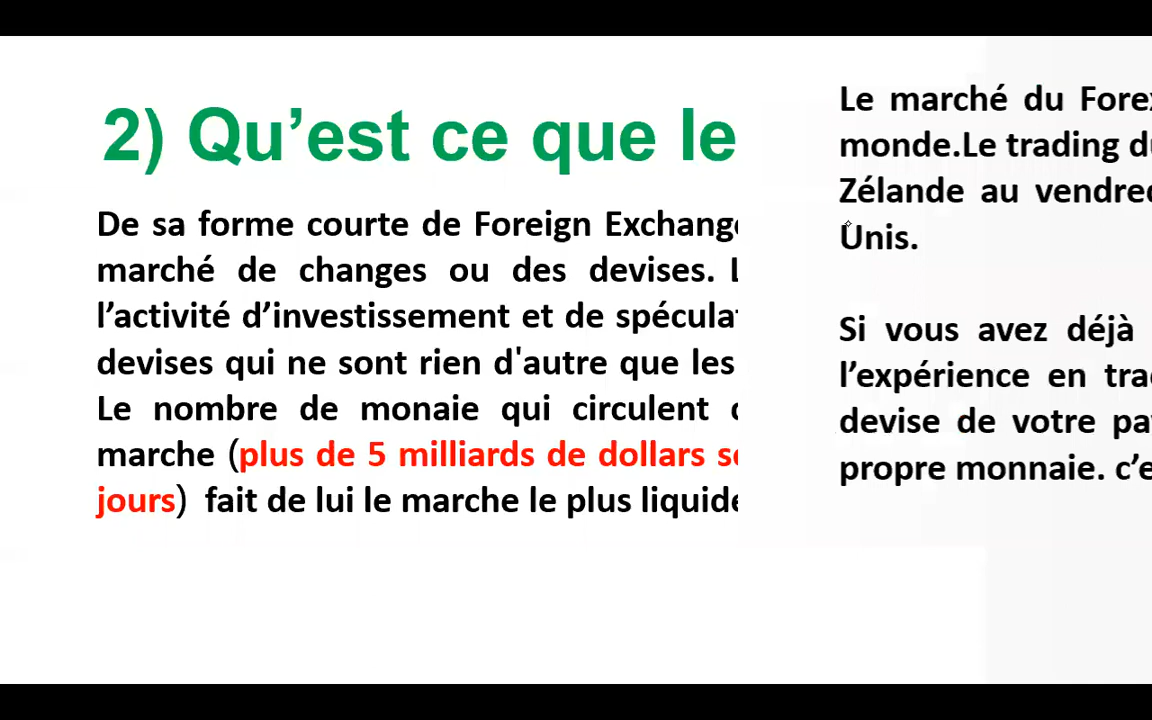 2) Qu’est ce que le
De sa forme courte de Foreign
marché de changes ou des devises.
l’activité d’investissement et de
devises qui ne sont rien d'autre que les
Le nombre de monaie qui circulent
marche (plus de 5 milliards de dollars
jours) fait de lui le marche le plus
Le marché du
monde.Le trading
Zélande au
Unis.
Si vous avez déjà
l’expérience en
devise de votre
propre monnaie.